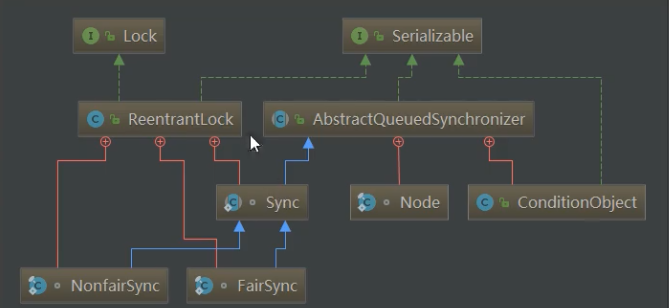 I Lock
I Serializable
C ReentrantLock
C AbstractQueuedSynchronizer
C Sync
C Node
C ConditionObject
C NonfairSync
C FairSync